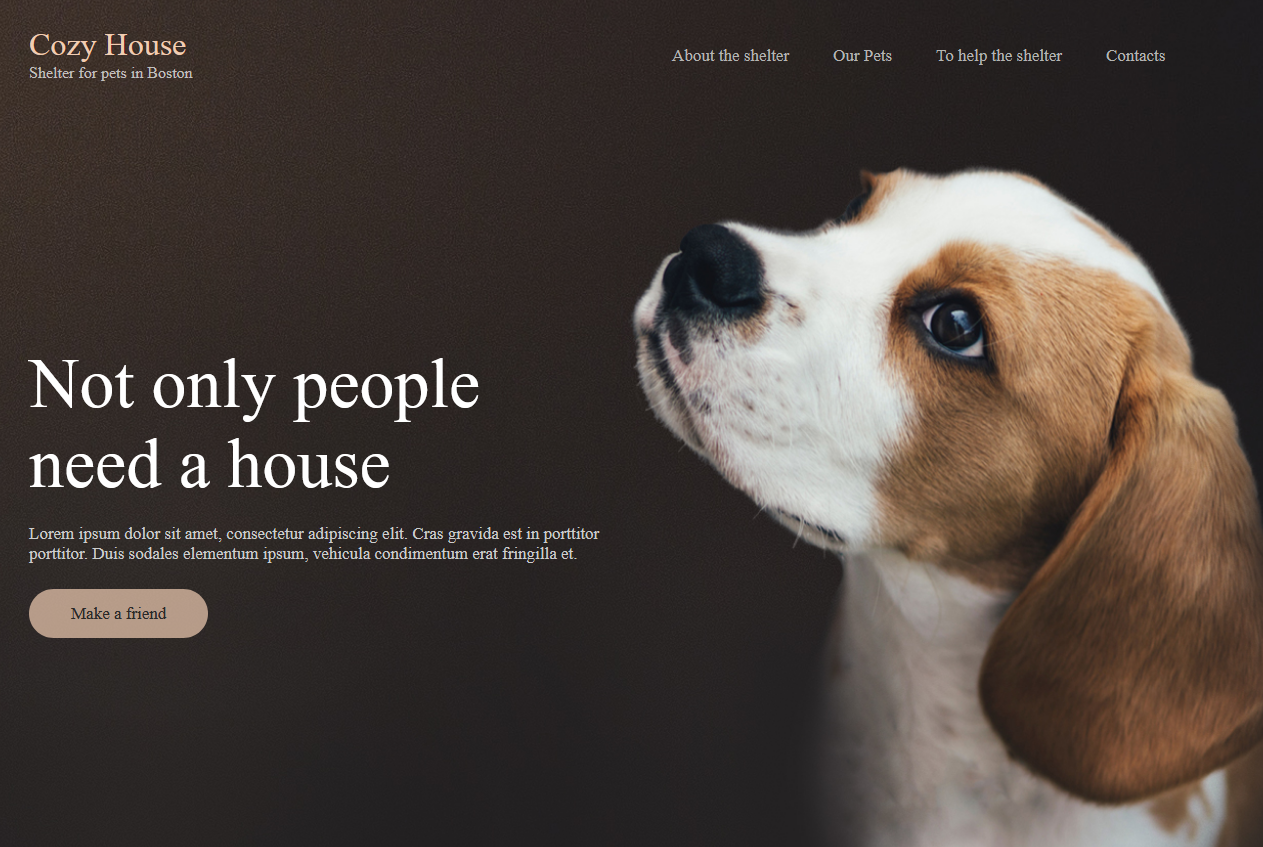 Cozy House
Shelter for pets in Boston
About the shelter
Our Pets
To help the shelter
Contacts
Not only people
need a house
Lorem ipsum dolor sit amet, consectetur adipiscing elit. Cras gravida est in porttitor
porttitor. Duis sodales elementum ipsum, vehicula condimentum erat fringilla et.
Make a friend